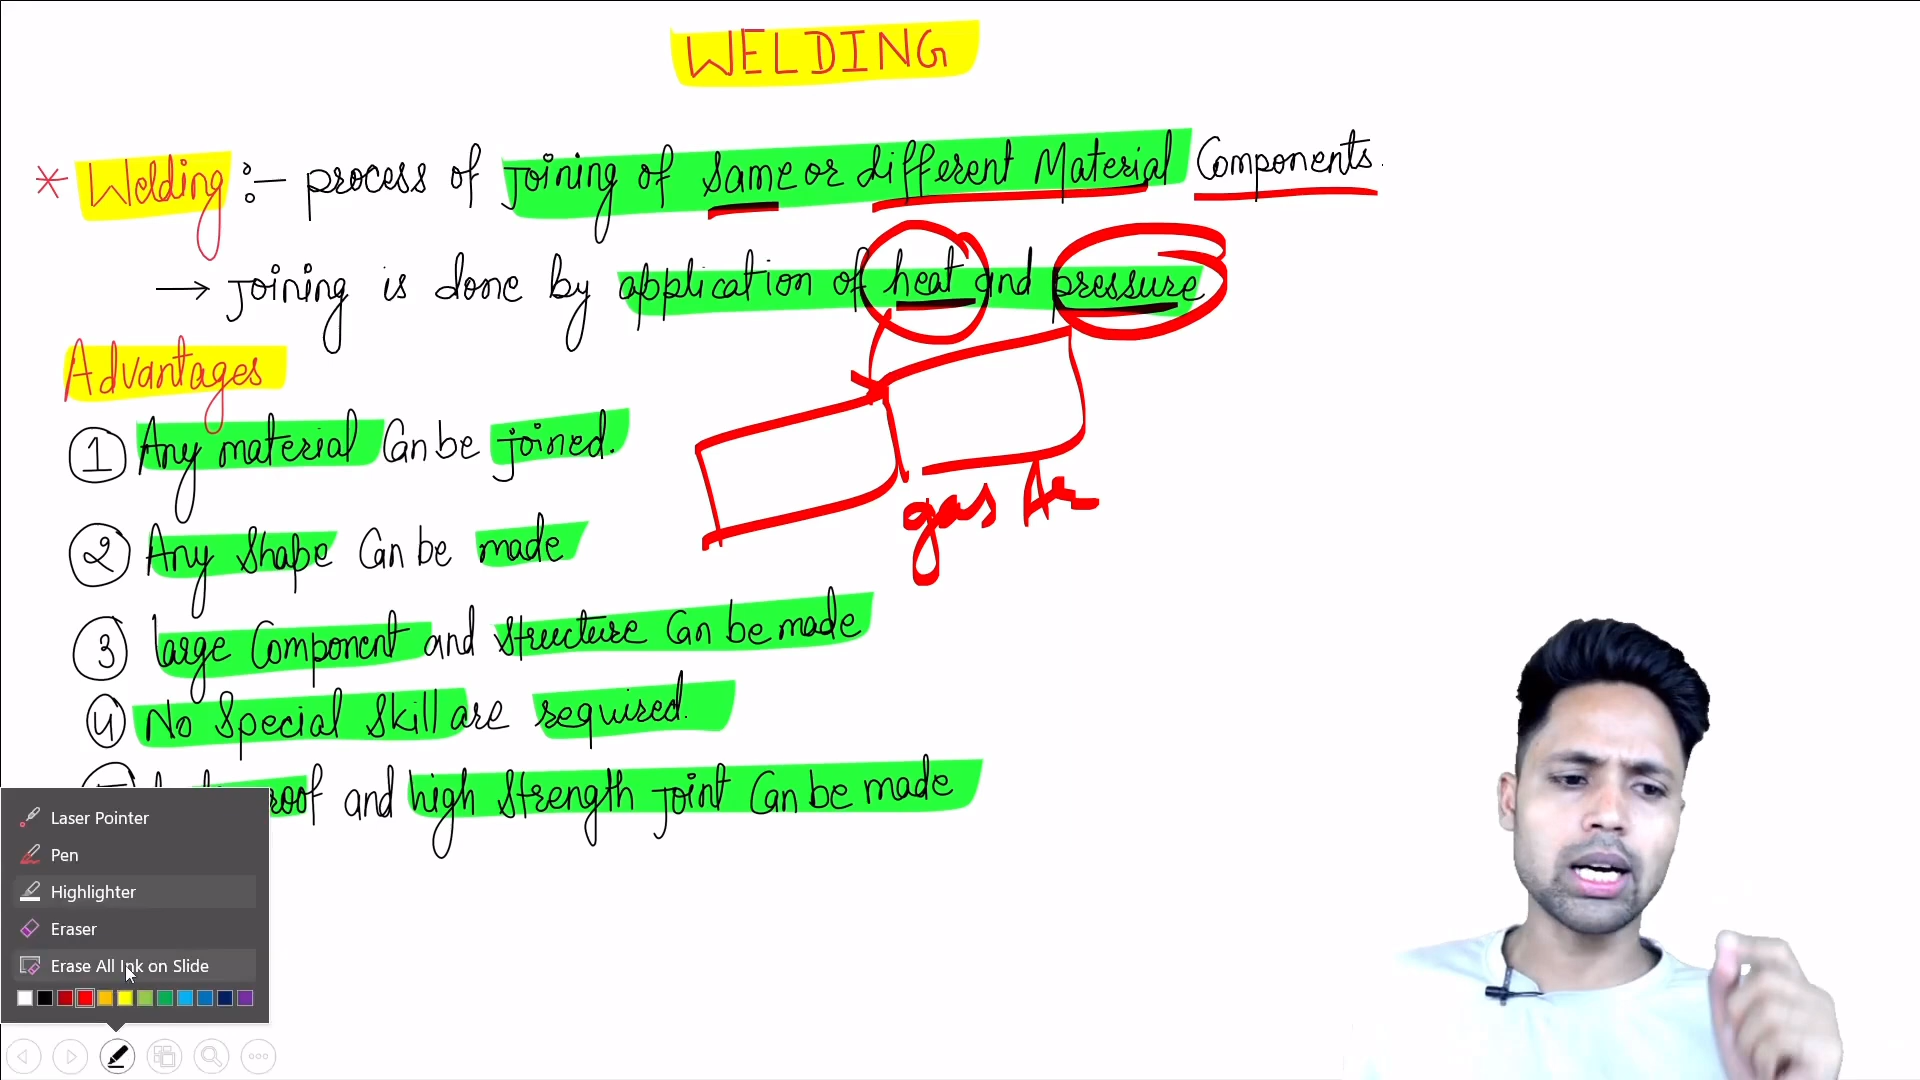 WELDING
* Welding :- process of joining of same or different Material Components.
→ joining is done by application of heat and pressure
Advantages
① Any material Can be joined.
② Any shape Can be made
gas
③ large Component and structure Can be made
④ No special skill are required.
and high strength joint Can be made
Laser Pointer
Pen
Highlighter
Eraser
Erase All Ink on Slide